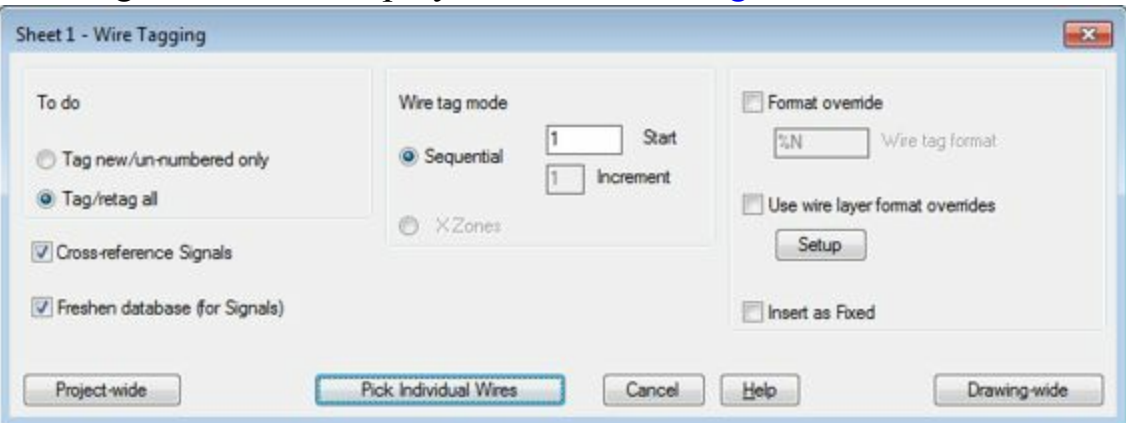 Sheet 1 - Wire Tagging
To do
Tag new/un-numbered only
Tag/retag all
Cross-reference Signals
Freshen database (for Signals)
Wire tag mode
Sequential
1 Start
1 Increment
X Zones
Format override
%N Wire tag format
Use wire layer format overrides
Setup
Insert as Fixed
Project-wide
Pick Individual Wires
Cancel
Help
Drawing-wide